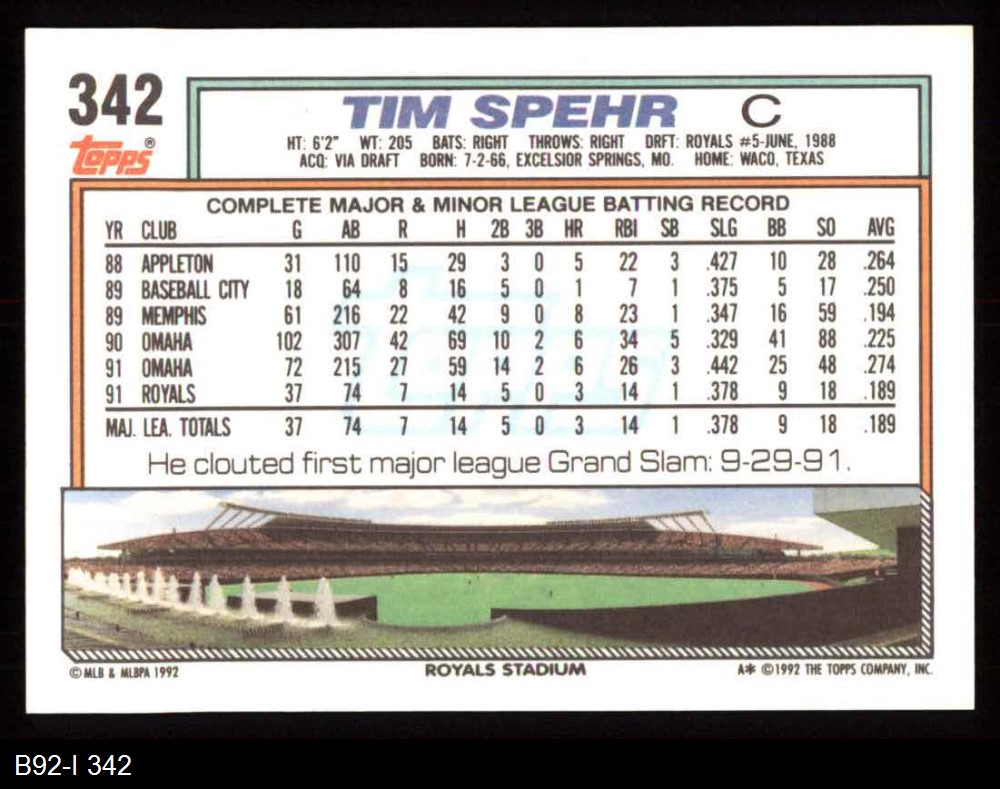 342
Topps®
TIM SPEHR C
HT: 6'2" WT: 205 BATS: RIGHT THROWS: RIGHT DRFT: ROYALS #5-JUNE, 1988
ACQ: VIA DRAFT BORN: 7-2-66, EXCELSIOR SPRINGS, MO. HOME: WACO, TEXAS
COMPLETE MAJOR & MINOR LEAGUE BATTING RECORD
YR CLUB G AB R H 2B 3B HR RBI SB SLG BB SO AVG
88 APPLETON 31 110 15 29 3 0 5 22 3 .427 10 28 .264
89 BASEBALL CITY 18 64 8 16 5 0 1 7 1 .375 5 17 .250
89 MEMPHIS 61 216 22 42 9 0 8 23 1 .347 16 59 .194
90 OMAHA 102 307 42 69 10 2 6 34 5 .329 41 88 .225
91 OMAHA 72 215 27 59 14 2 6 26 3 .442 25 48 .274
91 ROYALS 37 74 7 14 5 0 3 14 1 .378 9 18 .189
MAJ. LEA. TOTALS 37 74 7 14 5 0 3 14 1 .378 9 18 .189
He clouted first major league Grand Slam: 9-29-91.
© MLB & MLBPA 1992
ROYALS STADIUM
A* ©1992 THE TOPPS COMPANY, INC.
B92-I 342